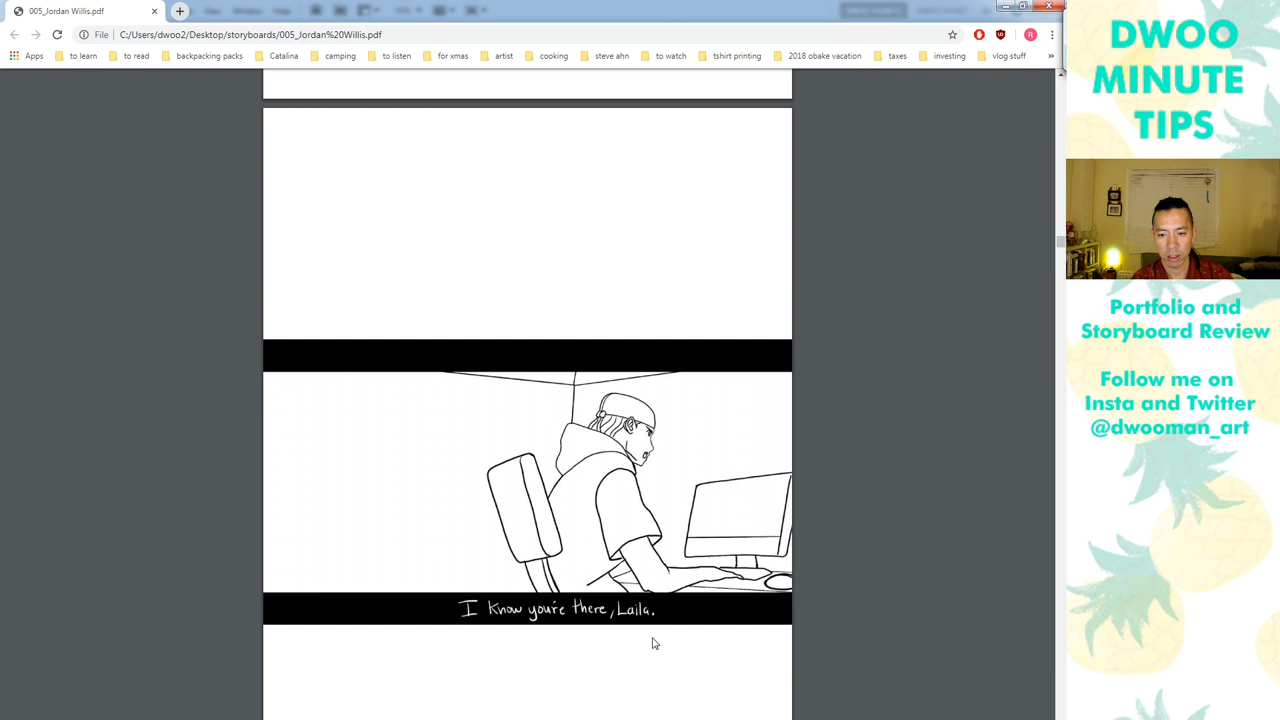 005_Jordan Willis.pdf
File
C:/Users/dwoo2/Desktop/storyboards/005_Jordan%20Willis.pdf
R
Apps
to learn
to read
backpacking packs
Catalina
camping
to listen
for xmas
artist
cooking
steve ahn
to watch
tshirt printing
2018 obake vacation
taxes
investing
vlog stuff
»
I know you're there, Laila.
DWOO
MINUTE
TIPS
Portfolio and
Storyboard Review
Follow me on
Insta and Twitter
@dwooman_art